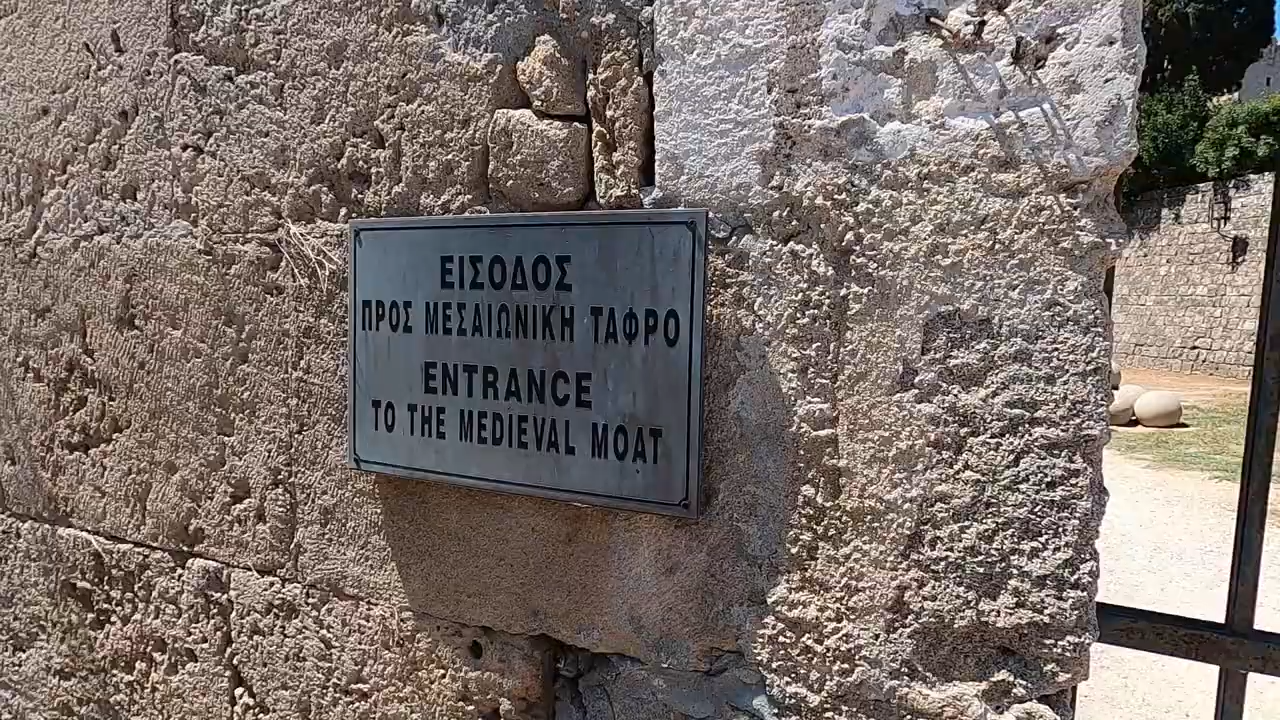 ΕΙΣΟΔΟΣ
ΠΡΟΣ ΜΕΣΑΙΩΝΙΚΗ ΤΑΦΡΟ
ENTRANCE
TO THE MEDIEVAL MOAT